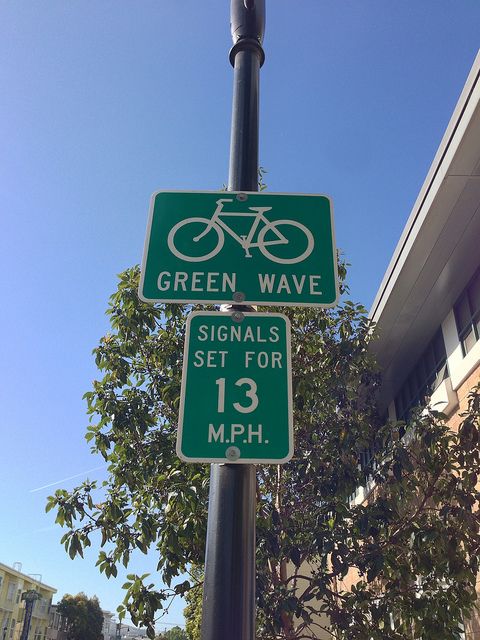 GREEN WAVE
SIGNALS
SET FOR
13
M.P.H.